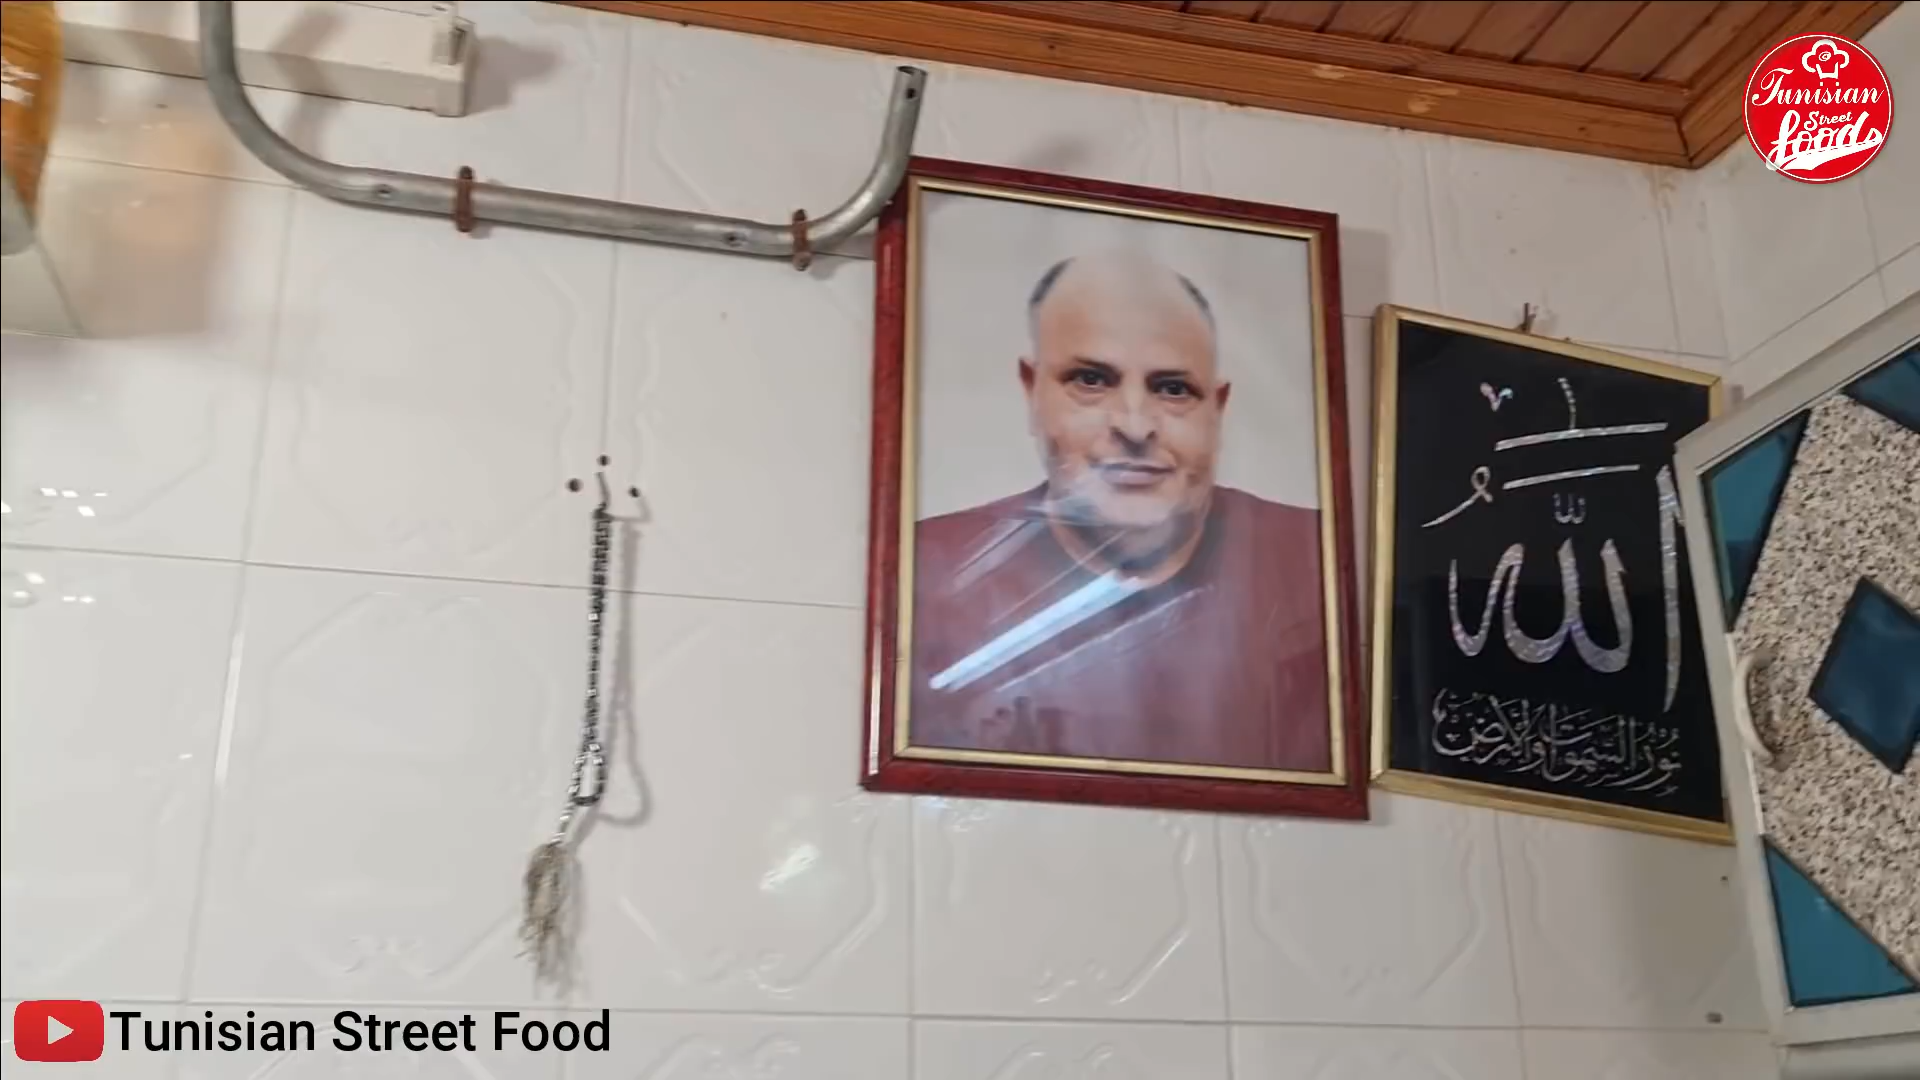 Tunisian
Street
foods
الله
نور السموات والأرض
Tunisian Street Food